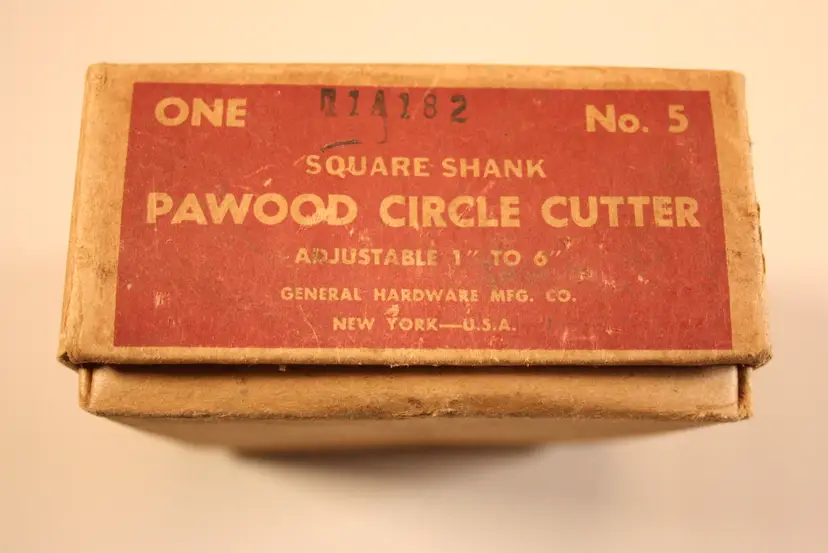 ONE No. 5
SQUARE SHANK
PAWOOD CIRCLE CUTTER
ADJUSTABLE 1" TO 6"
GENERAL HARDWARE MFG. CO.
NEW YORK—U.S.A.